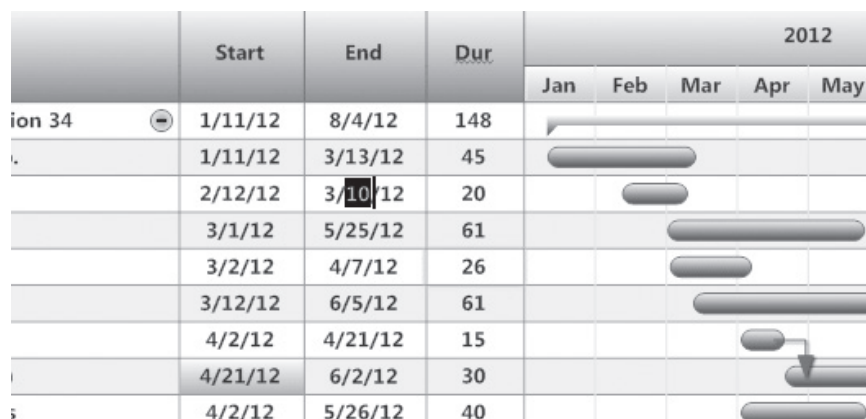 2012
Start End Dur
Jan Feb Mar Apr May
ion 34 1/11/12 8/4/12 148
. 1/11/12 3/13/12 45
2/12/12 3/10/12 20
3/1/12 5/25/12 61
3/2/12 4/7/12 26
3/12/12 6/5/12 61
4/2/12 4/21/12 15
4/21/12 6/2/12 30
s 4/2/12 5/26/12 40